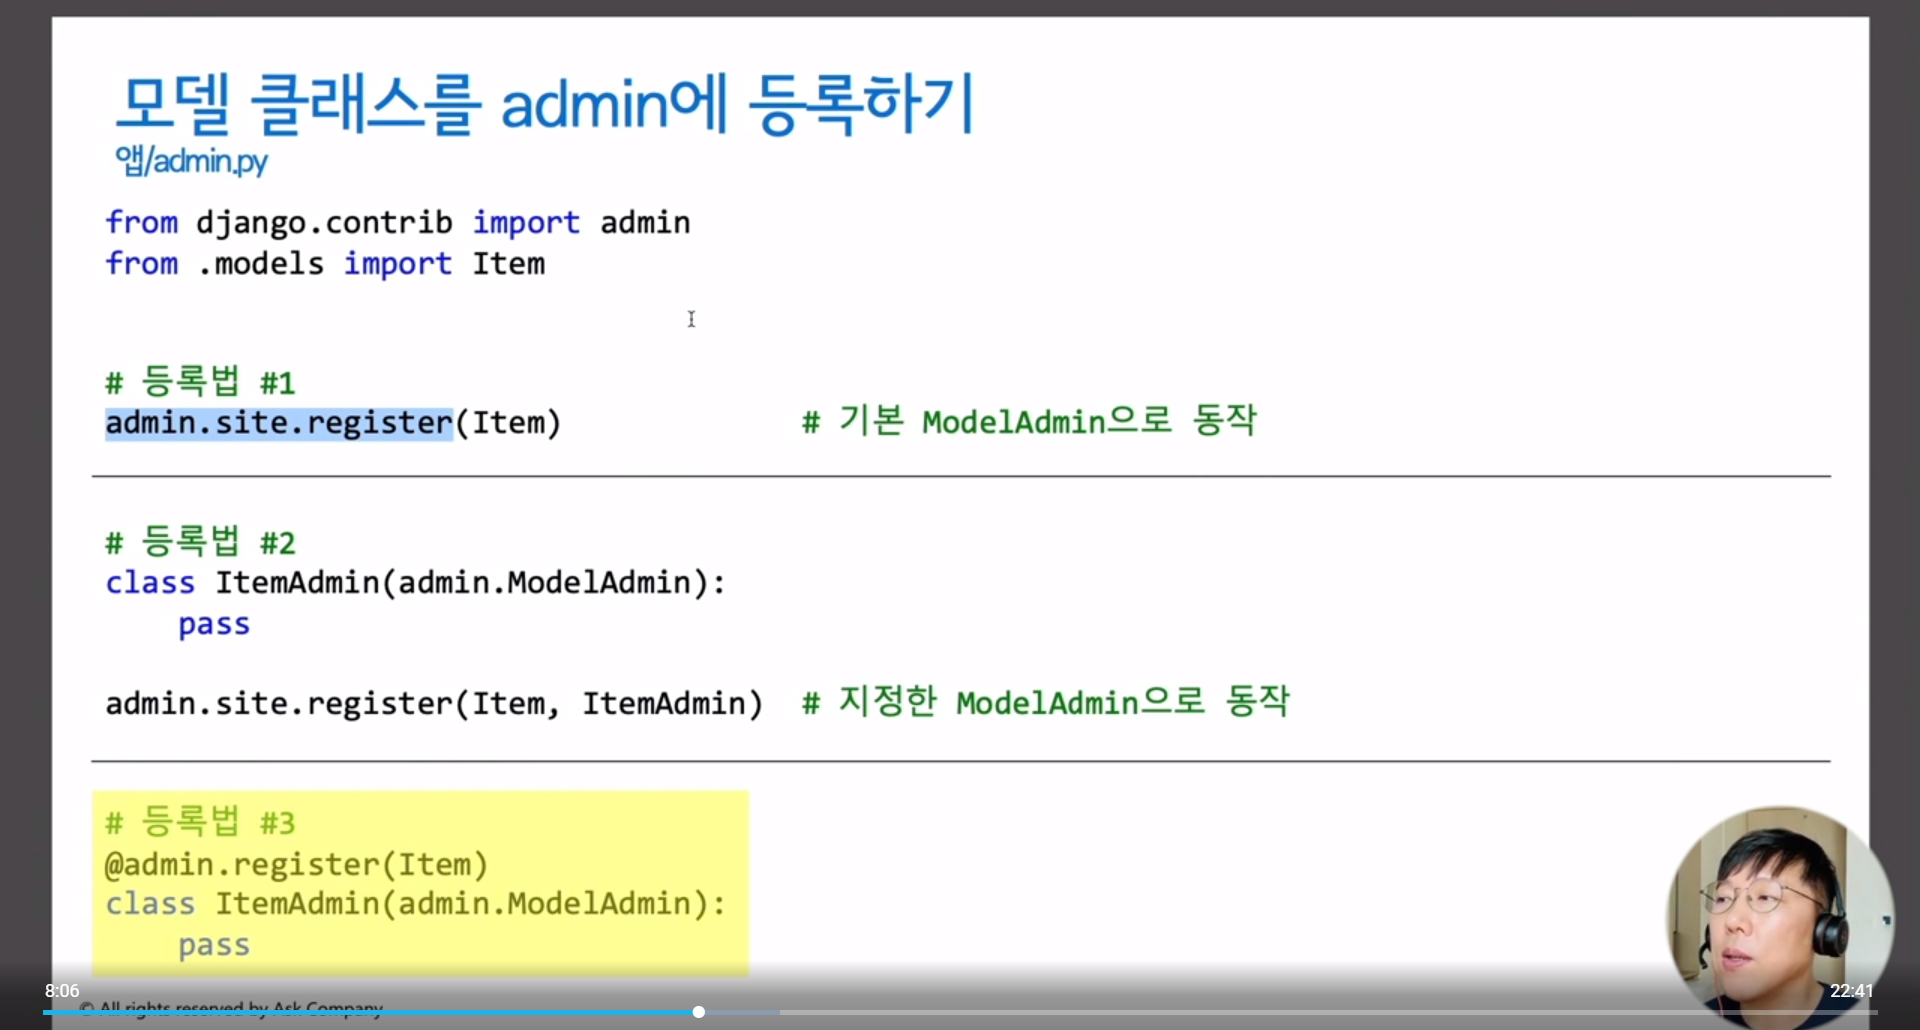 모델 클래스를 admin에 등록하기
앱/admin.py
from django.contrib import admin
from .models import Item
# 등록법 #1
admin.site.register(Item) # 기본 ModelAdmin으로 동작
# 등록법 #2
class ItemAdmin(admin.ModelAdmin):
pass
admin.site.register(Item, ItemAdmin) # 지정한 ModelAdmin으로 동작
# 등록법 #3
@admin.register(Item)
class ItemAdmin(admin.ModelAdmin):
pass
8:06
22:41
© All rights reserved by Ask Company